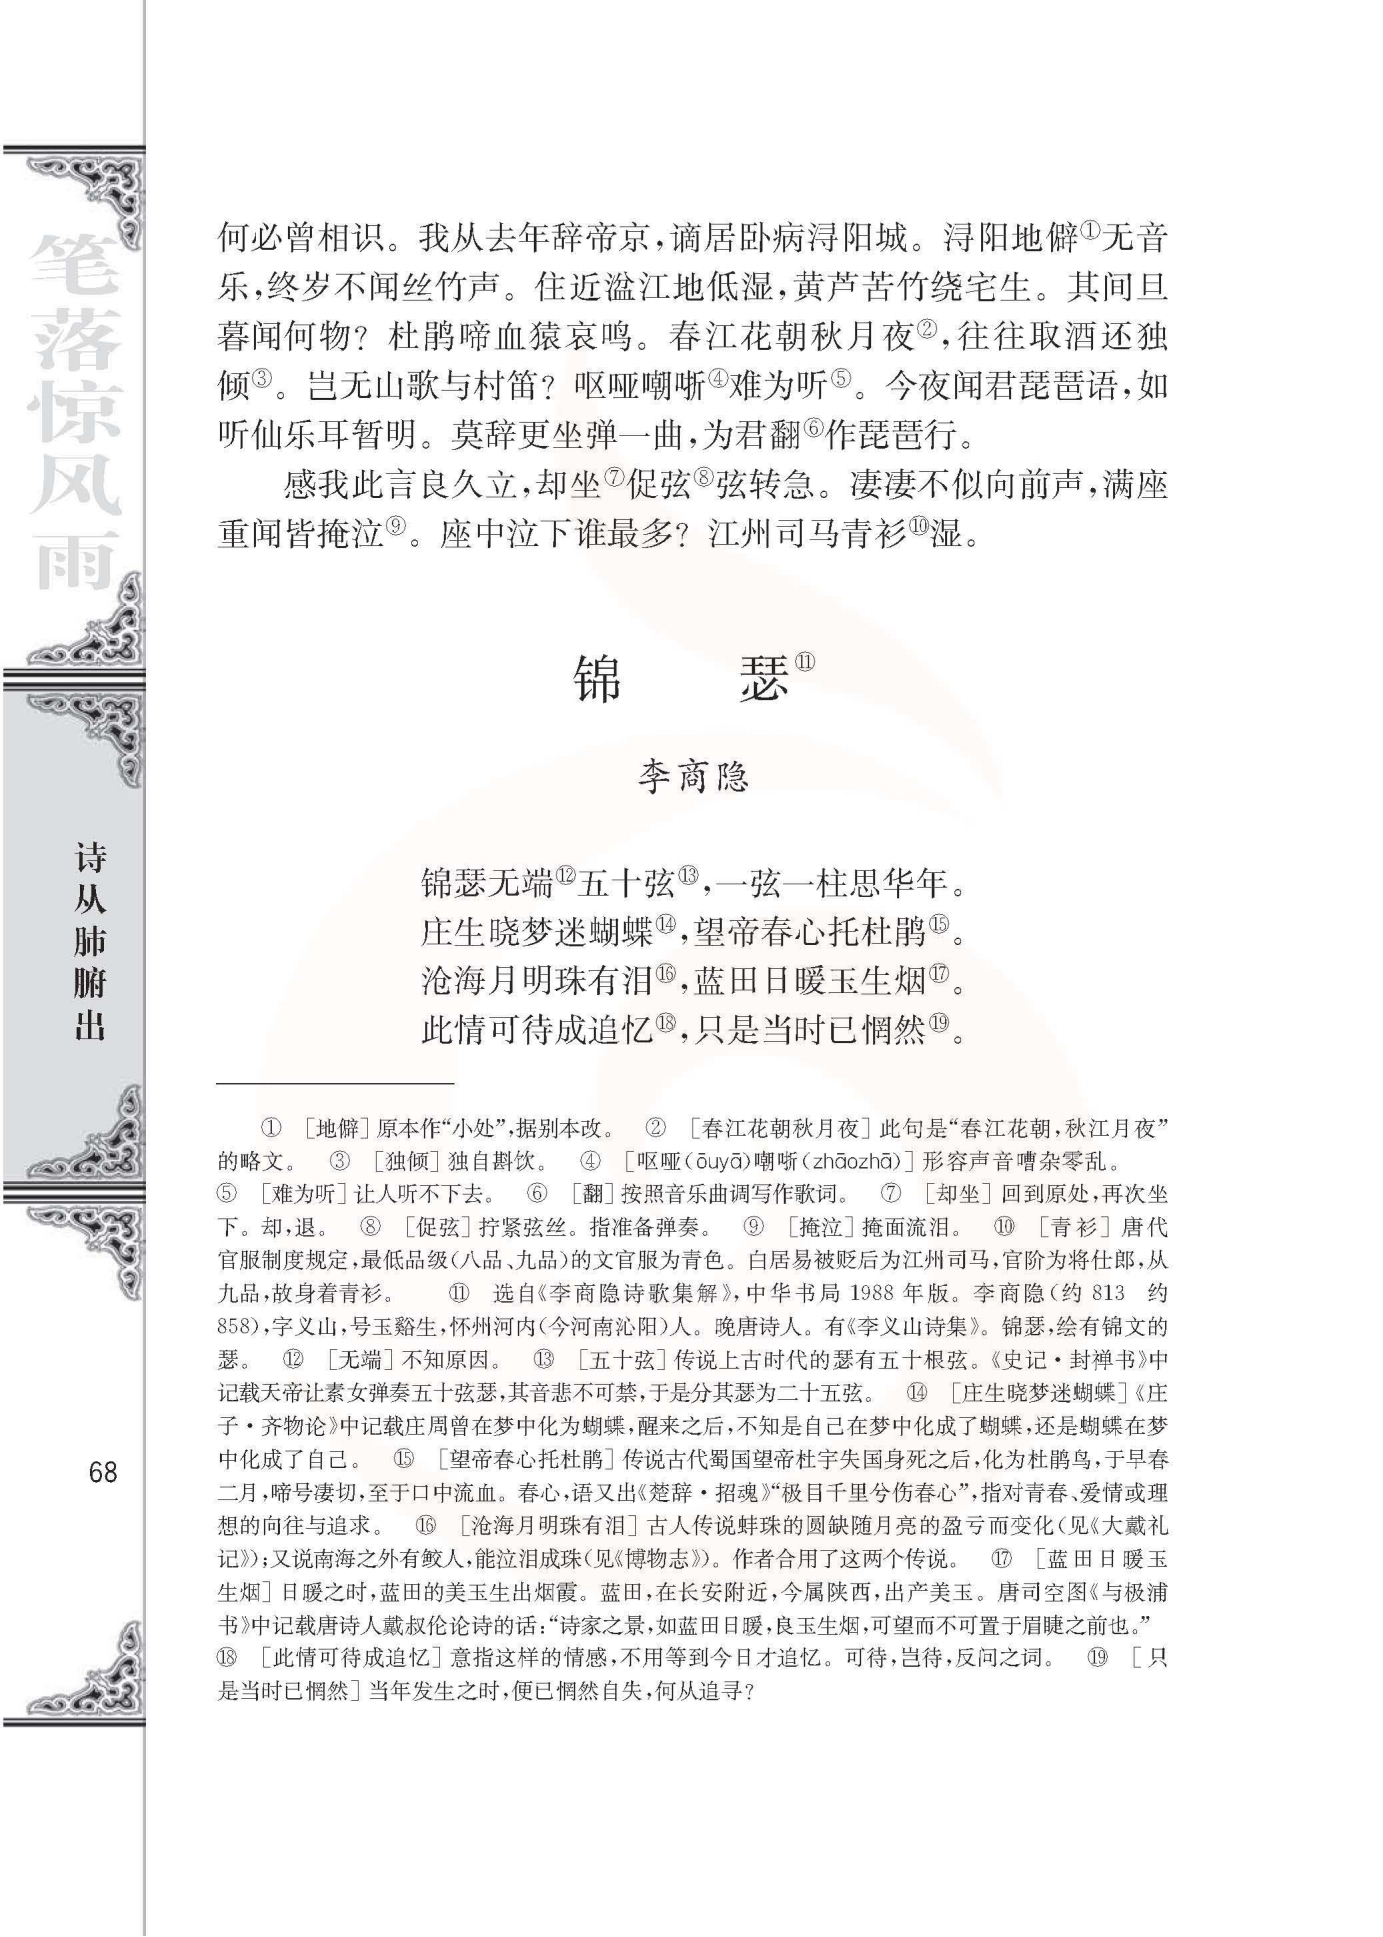 笔落惊风雨
诗从肺腑出
68
何必曾相识。我从去年辞帝京,谪居卧病浔阳城。浔阳地僻①无音
乐,终岁不闻丝竹声。住近湓江地低湿,黄芦苦竹绕宅生。其间旦
暮闻何物?杜鹃啼血猿哀鸣。春江花朝秋月夜②,往往取酒还独
倾③。岂无山歌与村笛?呕哑嘲哳④难为听⑤。今夜闻君琵琶语,如
听仙乐耳暂明。莫辞更坐弹一曲,为君翻⑥作琵琶行。
感我此言良久立,却坐⑦促弦⑧弦转急。凄凄不似向前声,满座
重闻皆掩泣⑨。座中泣下谁最多?江州司马青衫⑩湿。
锦 瑟⑪
李商隐
锦瑟无端⑫五十弦⑬,一弦一柱思华年。
庄生晓梦迷蝴蝶⑭,望帝春心托杜鹃⑮。
沧海月明珠有泪⑯,蓝田日暖玉生烟⑰。
此情可待成追忆⑱,只是当时已惘然⑲。
① [地僻]原本作“小处”,据别本改。 ② [春江花朝秋月夜]此句是“春江花朝,秋江月夜”
的略文。 ③ [独倾]独自斟饮。 ④ [呕哑(ōuyā)嘲哳(zhāozhā)]形容声音嘈杂零乱。
⑤ [难为听]让人听不下去。 ⑥ [翻]按照音乐曲调写作歌词。 ⑦ [却坐]回到原处,再次坐
下。却,退。 ⑧ [促弦]拧紧弦丝。指准备弹奏。 ⑨ [掩泣]掩面流泪。 ⑩ [青衫]唐代
官服制度规定,最低品级(八品、九品)的文官服为青色。白居易被贬后为江州司马,官阶为将仕郎,从
九品,故身着青衫。 ⑪ 选自《李商隐诗歌集解》,中华书局 1988 年版。李商隐(约 813 约
858),字义山,号玉谿生,怀州河内(今河南沁阳)人。晚唐诗人。有《李义山诗集》。锦瑟,绘有锦文的
瑟。 ⑫ [无端]不知原因。 ⑬ [五十弦]传说上古时代的瑟有五十根弦。《史记·封禅书》中
记载天帝让素女弹奏五十弦瑟,其音悲不可禁,于是分其瑟为二十五弦。 ⑭ [庄生晓梦迷蝴蝶]《庄
子·齐物论》中记载庄周曾在梦中化为蝴蝶,醒来之后,不知是自己在梦中化成了蝴蝶,还是蝴蝶在梦
中化成了自己。 ⑮ [望帝春心托杜鹃]传说古代蜀国望帝杜宇失国身死之后,化为杜鹃鸟,于早春
二月,啼号凄切,至于口中流血。春心,语又出《楚辞·招魂》“极目千里兮伤春心”,指对青春、爱情或理
想的向往与追求。 ⑯ [沧海月明珠有泪]古人传说蚌珠的圆缺随月亮的盈亏而变化(见《大戴礼
记》);又说南海之外有鲛人,能泣泪成珠(见《博物志》)。作者合用了这两个传说。 ⑰ [蓝田日暖玉
生烟]日暖之时,蓝田的美玉生出烟霞。蓝田,在长安附近,今属陕西,出产美玉。唐司空图《与极浦
书》中记载唐诗人戴叔伦论诗的话:“诗家之景,如蓝田日暖,良玉生烟,可望而不可置于眉睫之前也。”
⑱ [此情可待成追忆]意指这样的情感,不用等到今日才追忆。可待,岂待,反问之词。 ⑲ [只
是当时已惘然]当年发生之时,便已惘然自失,何从追寻?